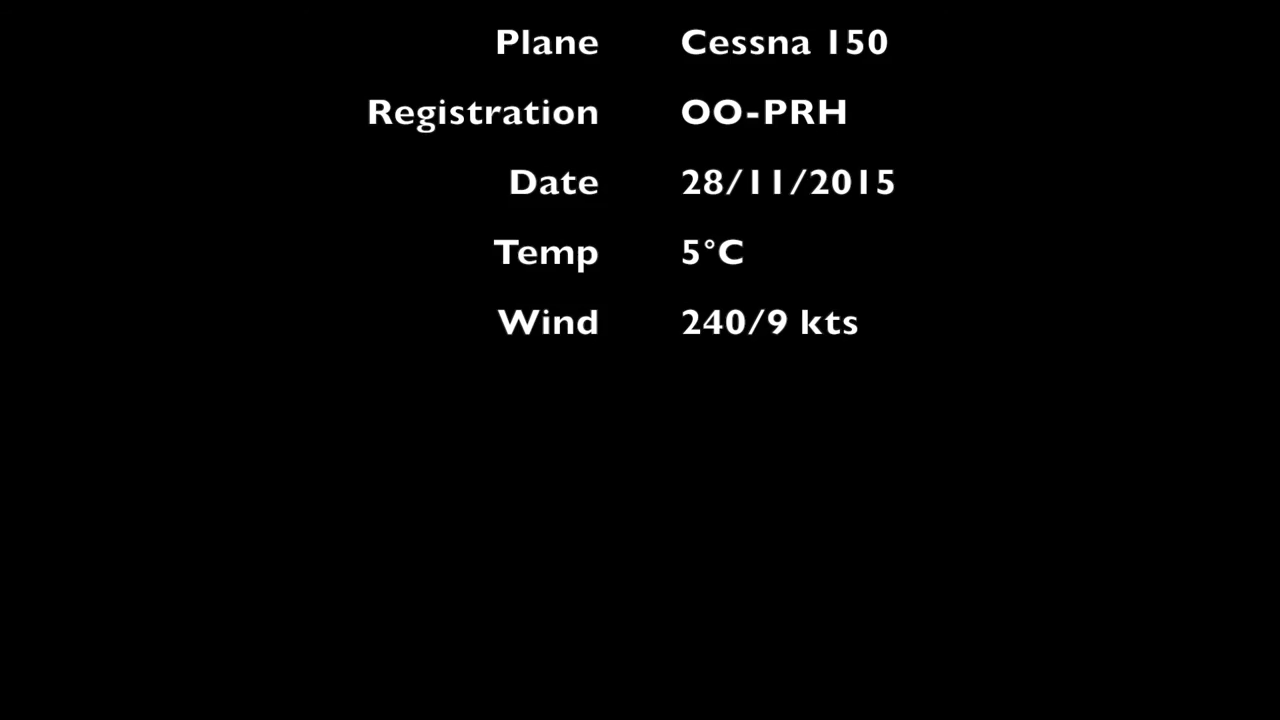 Plane Cessna 150
Registration OO-PRH
Date 28/11/2015
Temp 5°C
Wind 240/9 kts